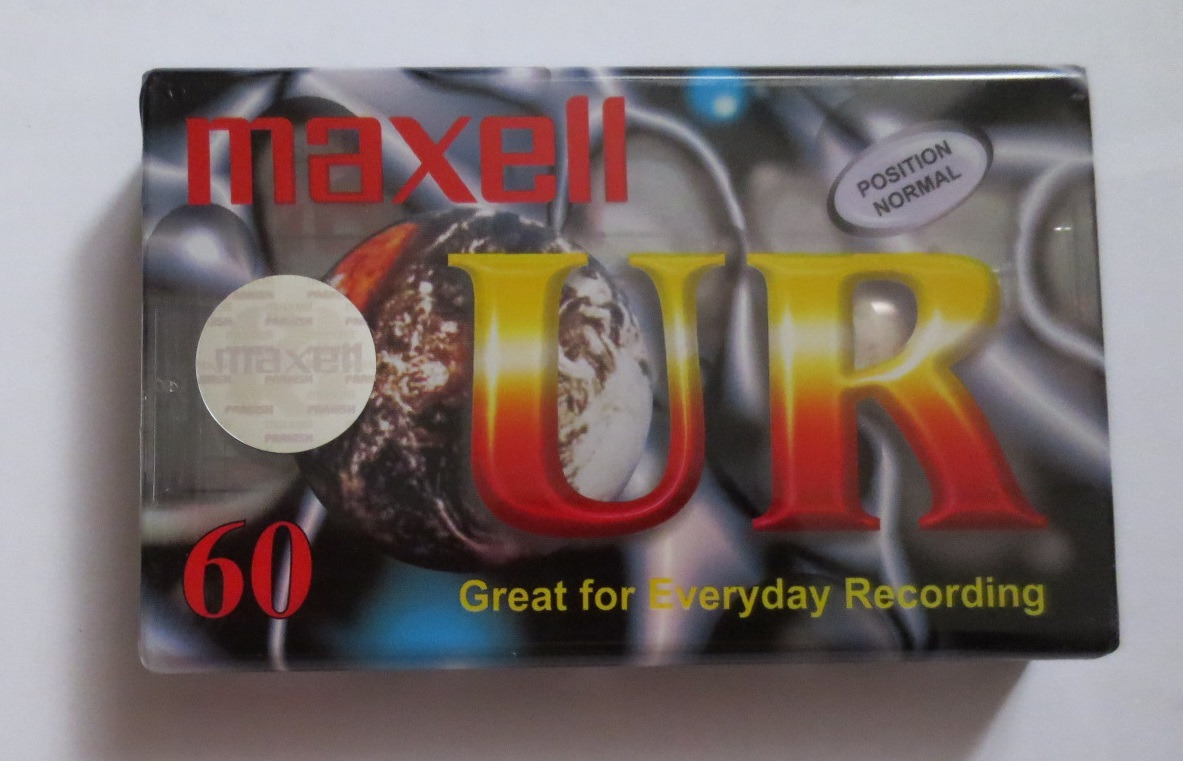 maxell
POSITION
NORMAL
UR
maxell
60
Great for Everyday Recording